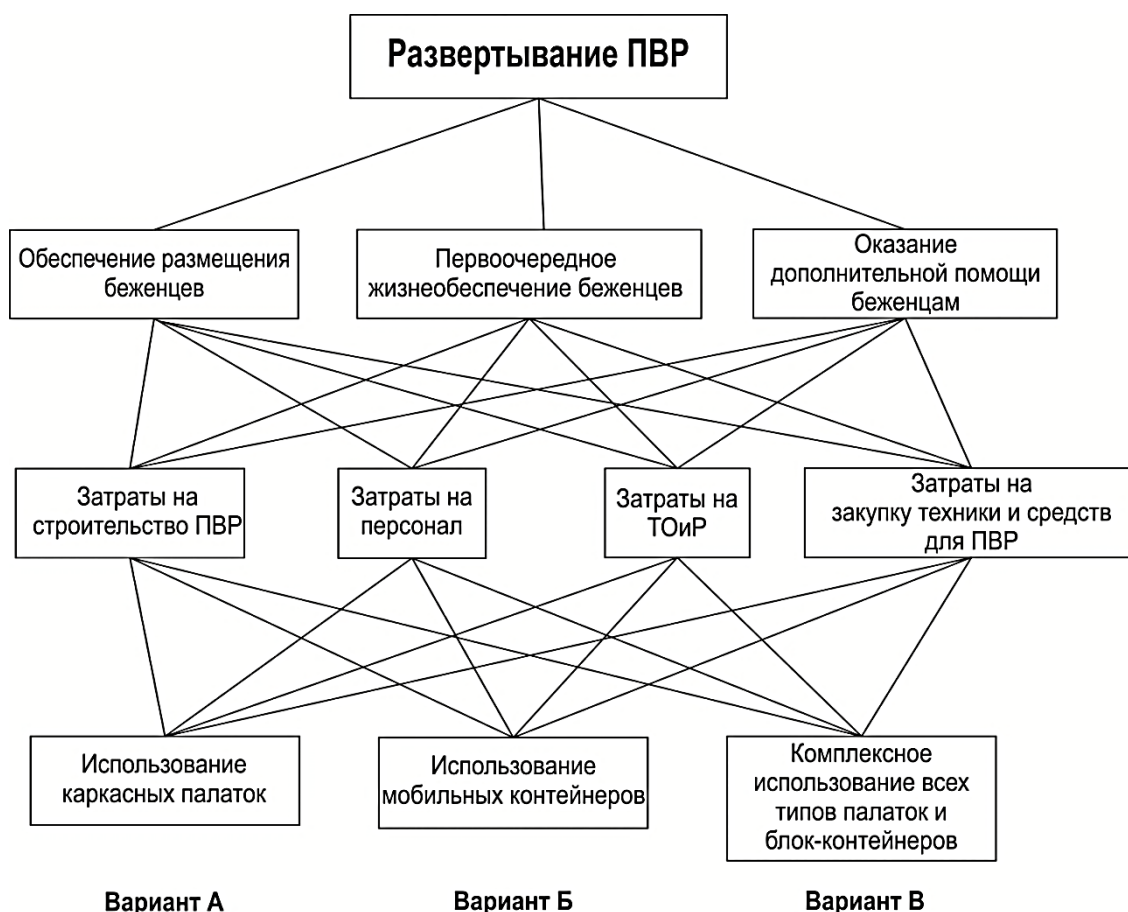 Развертывание ПВР
Обеспечение размещения
беженцев
Первоочередное
жизнеобеспечение беженцев
Оказание
дополнительной помощи
беженцам
Затраты на
строительство ПВР
Затраты на
персонал
Затраты на
ТОиР
Затраты на
закупку техники и средств
для ПВР
Использование
каркасных палаток
Использование
мобильных контейнеров
Комплексное
использование всех
типов палаток и
блок-контейнеров
Вариант А
Вариант Б
Вариант В